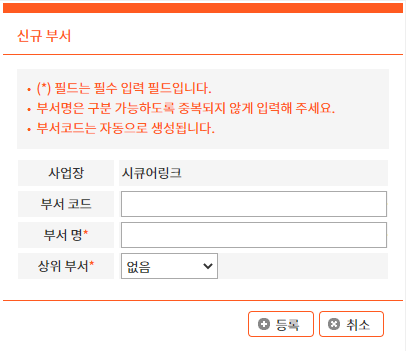 신규 부서
• (*) 필드는 필수 입력 필드입니다.
• 부서명은 구분 가능하도록 중복되지 않게 입력해 주세요.
• 부서코드는 자동으로 생성됩니다.
사업장 시큐어링크
부서 코드
부서 명*
상위 부서* 없음
등록 취소